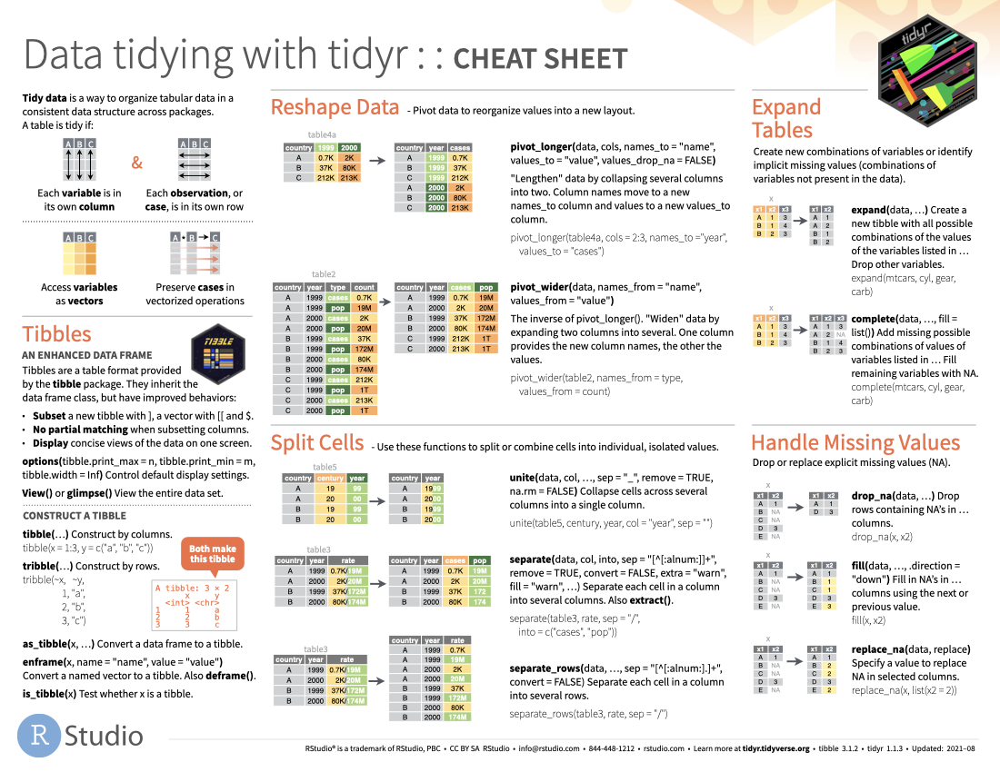 Data tidying with tidyr : : CHEAT SHEET
tidyr
Tidy data is a way to organize tabular data in a
consistent data structure across packages.
A table is tidy if:
A B C
&
A B C
Each variable is in
its own column
Each observation, or
case, is in its own row
A B C
A • B → C
Access variables
as vectors
Preserve cases in
vectorized operations
Tibbles
TIBBLE
AN ENHANCED DATA FRAME
Tibbles are a table format provided
by the tibble package. They inherit the
data frame class, but have improved behaviors:
• Subset a new tibble with ], a vector with [[ and $.
• No partial matching when subsetting columns.
• Display concise views of the data on one screen.
options(tibble.print_max = n, tibble.print_min = m,
tibble.width = Inf) Control default display settings.
View() or glimpse() View the entire data set.
CONSTRUCT A TIBBLE
tibble(…) Construct by columns.
tibble(x = 1:3, y = c("a", "b", "c"))
tribble(…) Construct by rows.
tribble(~x, ~y,
1, "a",
2, "b",
3, "c")
Both make
this tibble
A tibble: 3 × 2
x y
<int> <chr>
1 1 a
2 2 b
3 3 c
as_tibble(x, …) Convert a data frame to a tibble.
enframe(x, name = "name", value = "value")
Convert a named vector to a tibble. Also deframe().
is_tibble(x) Test whether x is a tibble.
Reshape Data - Pivot data to reorganize values into a new layout.
table4a
country 1999 2000
A 0.7K 2K
B 37K 80K
C 212K 213K
country year cases
A 1999 0.7K
B 1999 37K
C 1999 212K
A 2000 2K
B 2000 80K
C 2000 213K
pivot_longer(data, cols, names_to = "name",
values_to = "value", values_drop_na = FALSE)
"Lengthen" data by collapsing several columns
into two. Column names move to a new
names_to column and values to a new values_to
column.
pivot_longer(table4a, cols = 2:3, names_to ="year",
values_to = "cases")
table2
country year type count
A 1999 cases 0.7K
A 1999 pop 19M
A 2000 cases 2K
A 2000 pop 20M
B 1999 cases 37K
B 1999 pop 172M
B 2000 cases 80K
B 2000 pop 174M
C 1999 cases 212K
C 1999 pop 1T
C 2000 cases 213K
C 2000 pop 1T
country year cases pop
A 1999 0.7K 19M
A 2000 2K 20M
B 1999 37K 172M
B 2000 80K 174M
C 1999 212K 1T
C 2000 213K 1T
pivot_wider(data, names_from = "name",
values_from = "value")
The inverse of pivot_longer(). "Widen" data by
expanding two columns into several. One column
provides the new column names, the other the
values.
pivot_wider(table2, names_from = type,
values_from = count)
Split Cells - Use these functions to split or combine cells into individual, isolated values.
table5
country century year
A 19 99
A 20 00
B 19 99
B 20 00
country year
A 1999
A 2000
B 1999
B 2000
unite(data, col, …, sep = "_", remove = TRUE,
na.rm = FALSE) Collapse cells across several
columns into a single column.
unite(table5, century, year, col = "year", sep = "")
table3
country year rate
A 1999 0.7K/19M
A 2000 2K/20M
B 1999 37K/172M
B 2000 80K/174M
country year cases pop
A 1999 0.7K 19M
A 2000 2K 20M
B 1999 37K 172
B 2000 80K 174
separate(data, col, into, sep = "[^[:alnum:]]+",
remove = TRUE, convert = FALSE, extra = "warn",
fill = "warn", …) Separate each cell in a column
into several columns. Also extract().
separate(table3, rate, sep = "/",
into = c("cases", "pop"))
table3
country year rate
A 1999 0.7K/19M
A 2000 2K/20M
B 1999 37K/172M
B 2000 80K/174M
country year rate
A 1999 0.7K
A 1999 19M
A 2000 2K
A 2000 20M
B 1999 37K
B 1999 172M
B 2000 80K
B 2000 174M
separate_rows(data, …, sep = "[^[:alnum:].]+",
convert = FALSE) Separate each cell in a column
into several rows.
separate_rows(table3, rate, sep = "/")
Expand
Tables
Create new combinations of variables or identify
implicit missing values (combinations of
variables not present in the data).
x
x1 x2 x3
A 1 3
B 1 4
B 2 3
x1 x2
A 1
A 2
B 1
B 2
expand(data, …) Create a
new tibble with all possible
combinations of the values
of the variables listed in …
Drop other variables.
expand(mtcars, cyl, gear,
carb)
x
x1 x2 x3
A 1 3
B 1 4
B 2 3
x1 x2 x3
A 1 3
A 2 NA
B 1 4
B 2 3
complete(data, …, fill =
list()) Add missing possible
combinations of values of
variables listed in … Fill
remaining variables with NA.
complete(mtcars, cyl, gear,
carb)
Handle Missing Values
Drop or replace explicit missing values (NA).
x
x1 x2
A 1
B NA
C NA
D 3
E NA
x1 x2
A 1
D 3
drop_na(data, …) Drop
rows containing NA's in …
columns.
drop_na(x, x2)
x
x1 x2
A 1
B NA
C NA
D 3
E NA
x1 x2
A 1
B 1
C 1
D 3
E 3
fill(data, …, .direction =
"down") Fill in NA's in …
columns using the next or
previous value.
fill(x, x2)
x
x1 x2
A 1
B NA
C NA
D 3
E NA
x1 x2
A 1
B 2
C 2
D 3
E 2
replace_na(data, replace)
Specify a value to replace
NA in selected columns.
replace_na(x, list(x2 = 2))
R Studio
RStudio® is a trademark of RStudio, PBC • CC BY SA RStudio • info@rstudio.com • 844-448-1212 • rstudio.com • Learn more at tidyr.tidyverse.org • tibble 3.1.2 • tidyr 1.1.3 • Updated: 2021–08